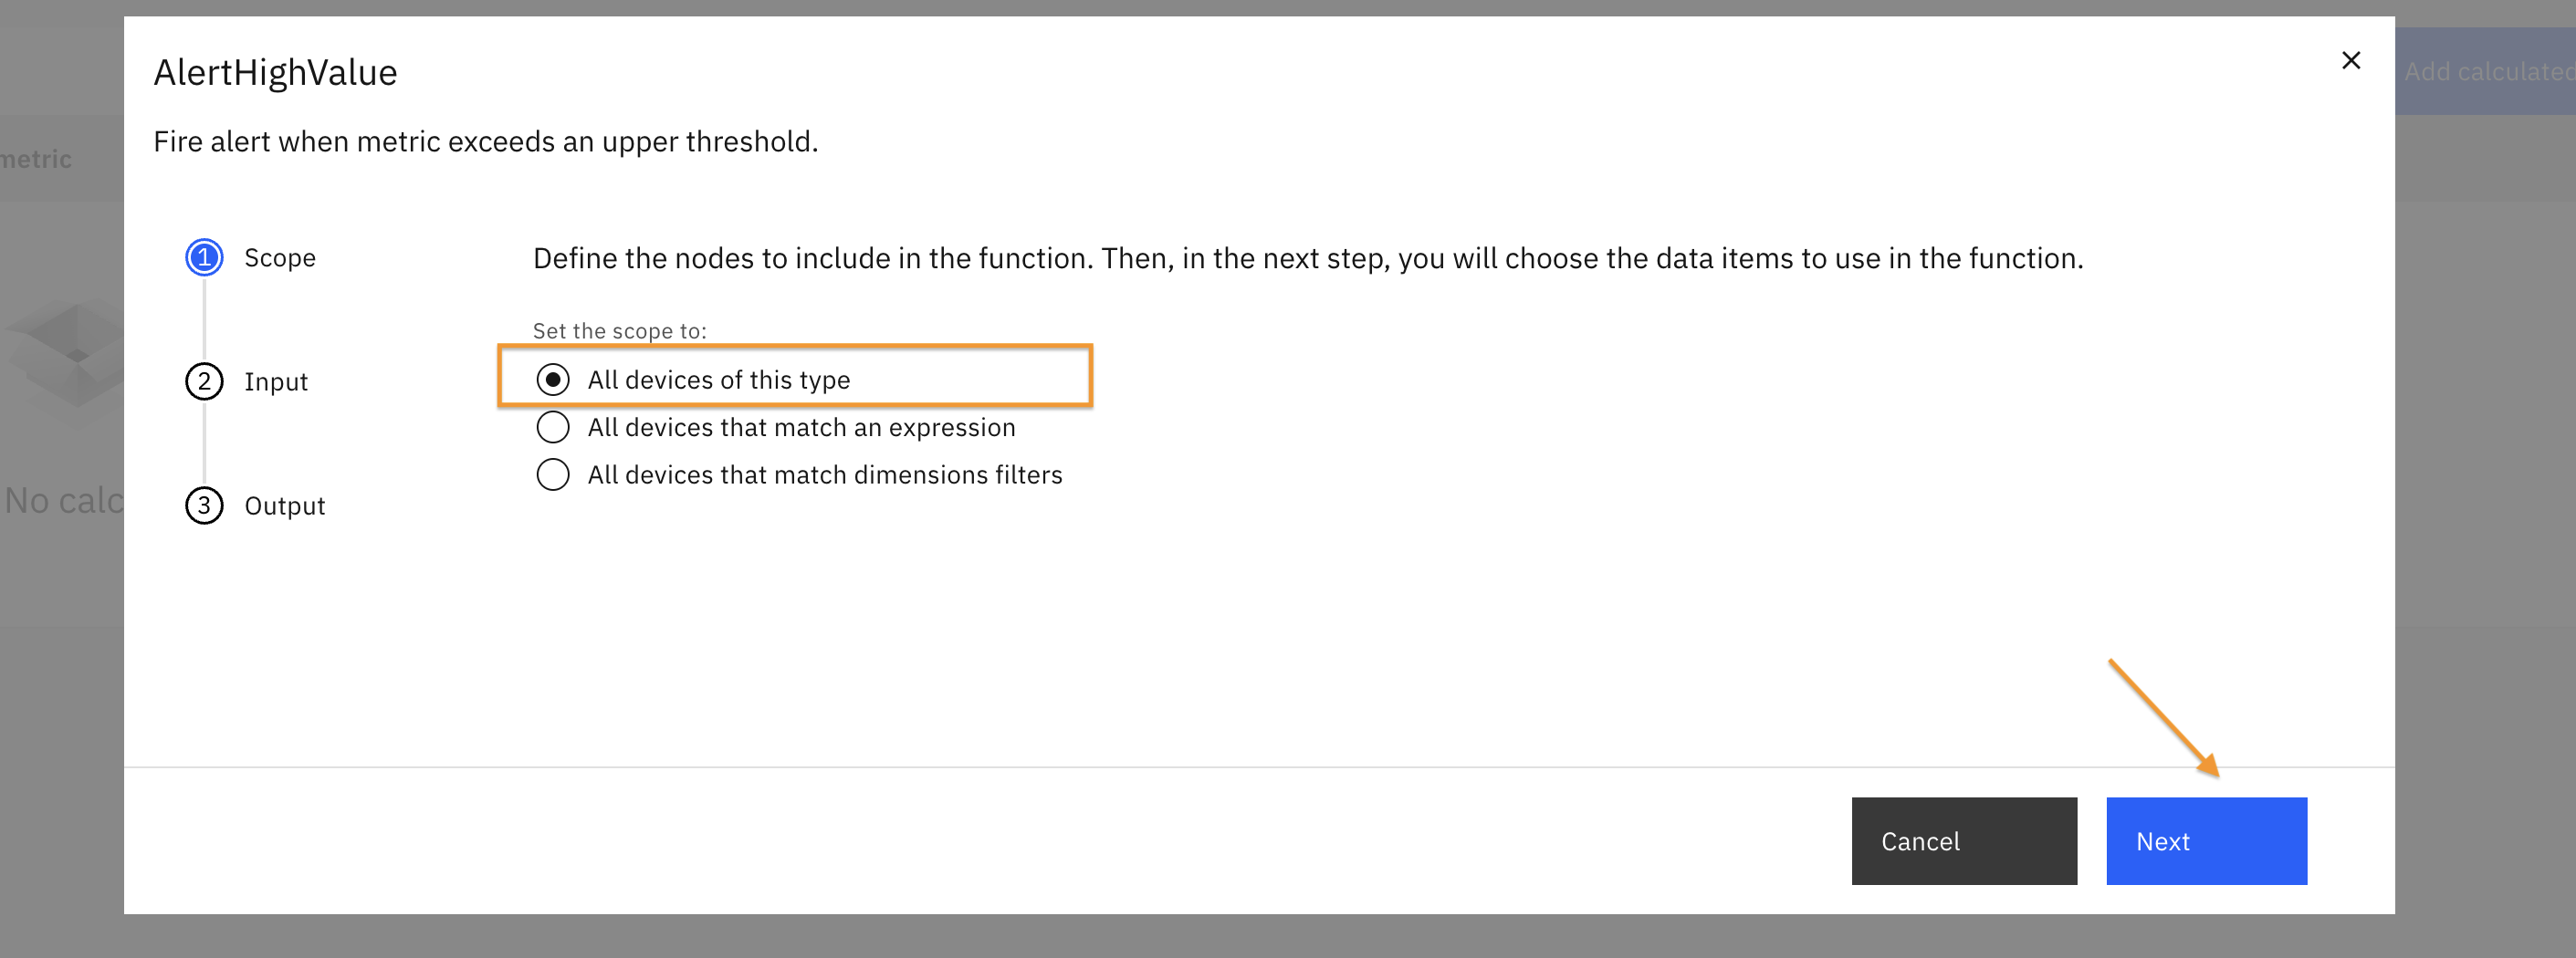 AlertHighValue
Add calculated
Fire alert when metric exceeds an upper threshold.
metric
1 Scope
Define the nodes to include in the function. Then, in the next step, you will choose the data items to use in the function.
Set the scope to:
All devices of this type
2 Input
All devices that match an expression
All devices that match dimensions filters
No calc
3 Output
Cancel
Next